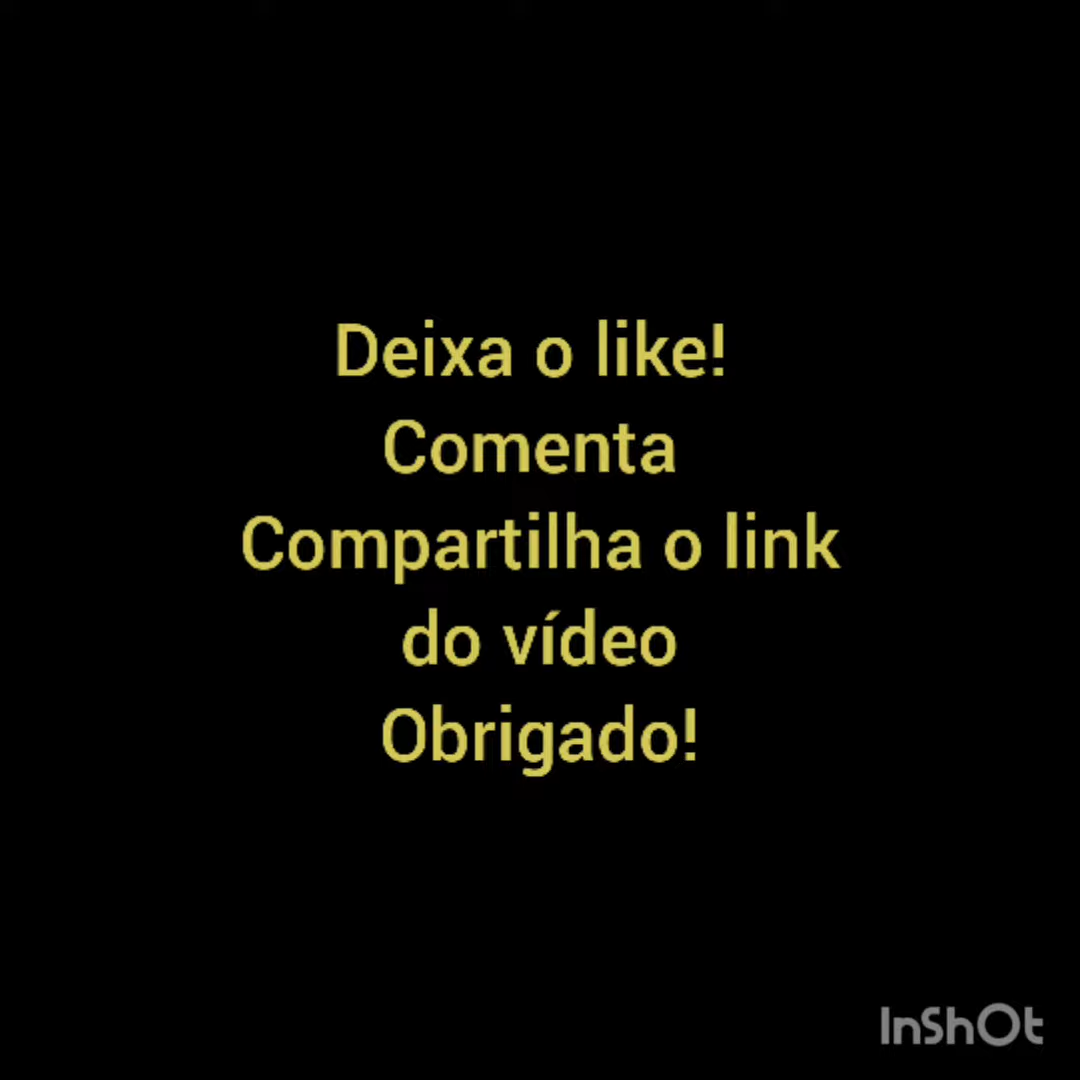 Deixa o like!
Comenta
Compartilha o link
do vídeo
Obrigado!
InShOt